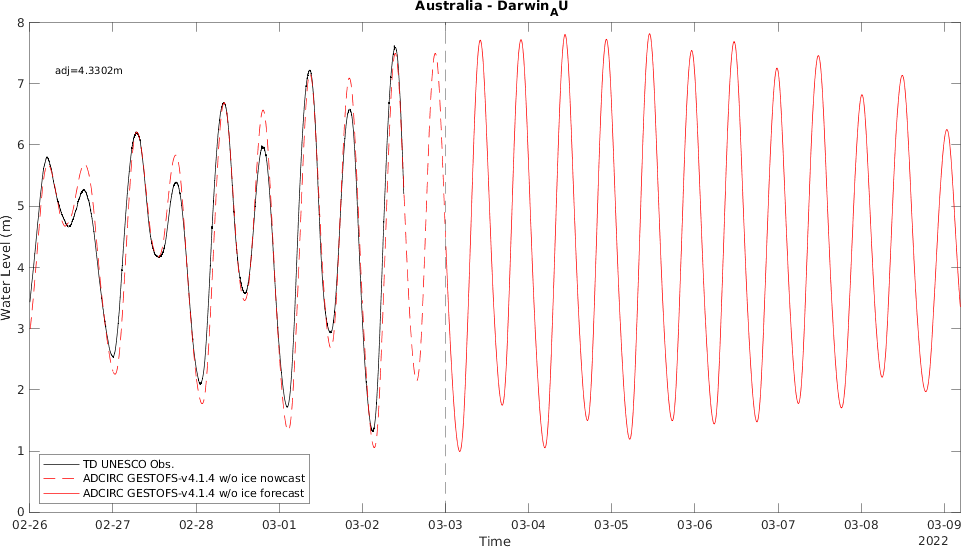 Australia - DarwinAU
adj=4.3302m
Water Level (m)
8
7
6
5
4
3
2
1
0
TD UNESCO Obs.
ADCIRC GESTOFS-v4.1.4 w/o ice nowcast
ADCIRC GESTOFS-v4.1.4 w/o ice forecast
02-26 02-27 02-28 03-01 03-02 03-03 03-04 03-05 03-06 03-07 03-08 03-09
Time
2022